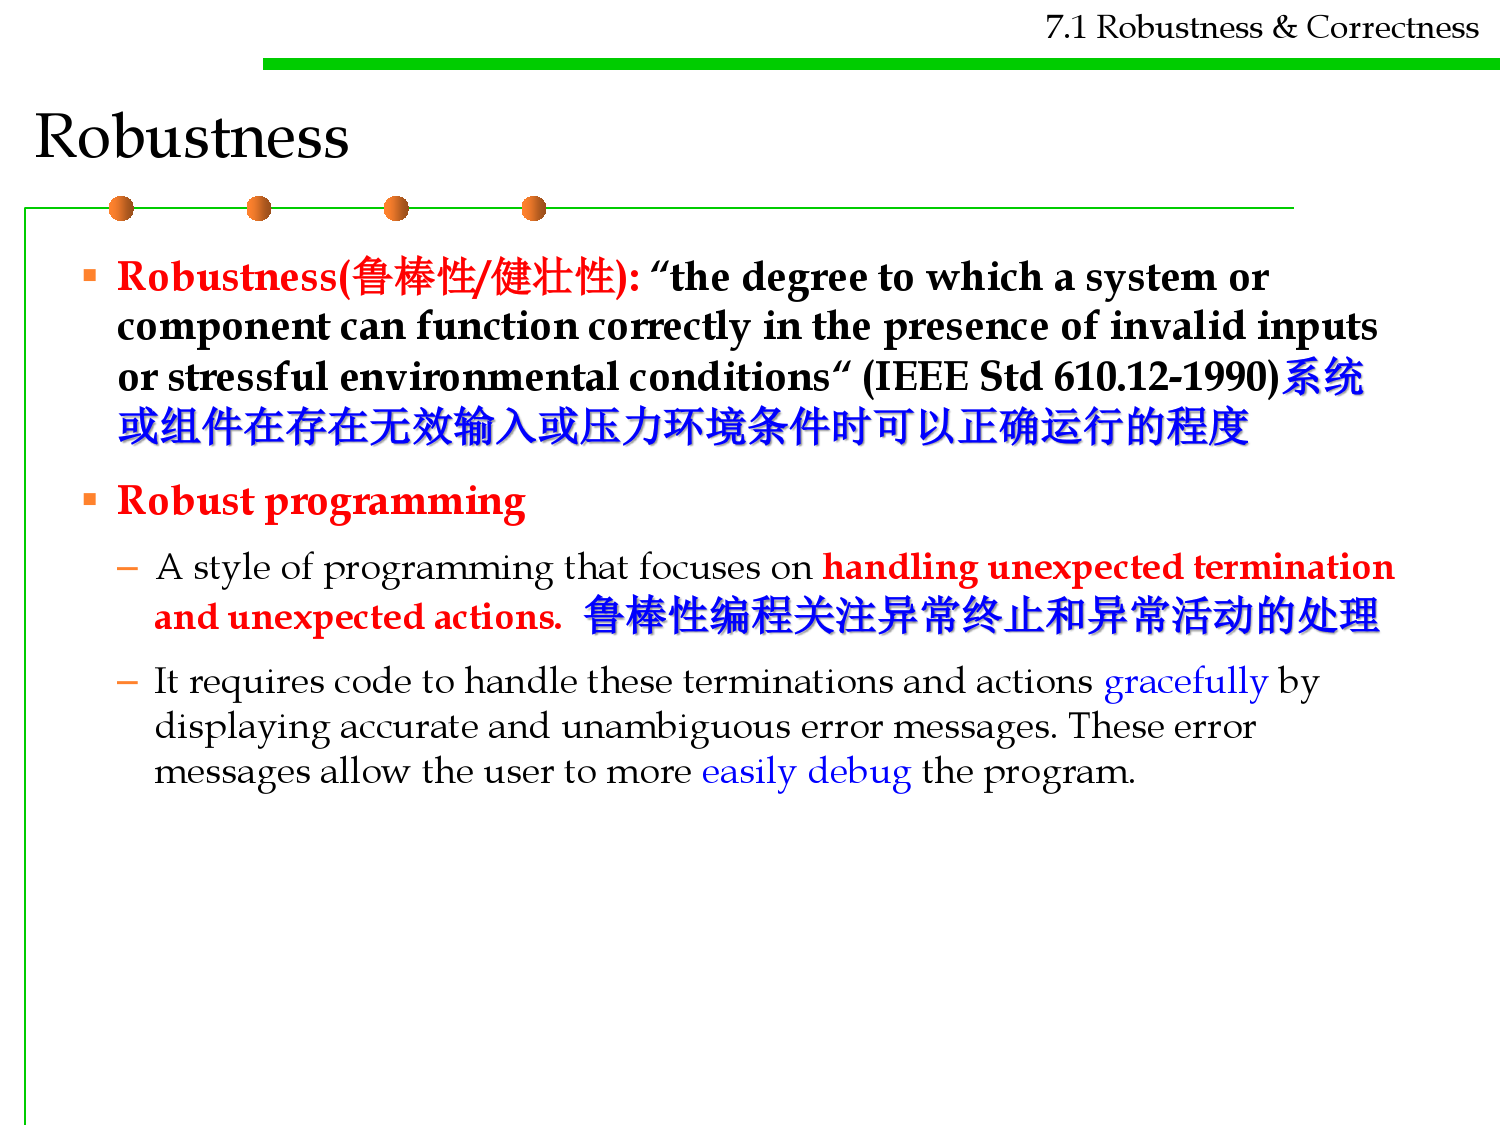 7.1 Robustness & Correctness
Robustness
▪ Robustness(鲁棒性/健壮性): “the degree to which a system or
component can function correctly in the presence of invalid inputs
or stressful environmental conditions“ (IEEE Std 610.12-1990)系统
或组件在存在无效输入或压力环境条件时可以正确运行的程度
▪ Robust programming
– A style of programming that focuses on handling unexpected termination
and unexpected actions. 鲁棒性编程关注异常终止和异常活动的处理
– It requires code to handle these terminations and actions gracefully by
displaying accurate and unambiguous error messages. These error
messages allow the user to more easily debug the program.